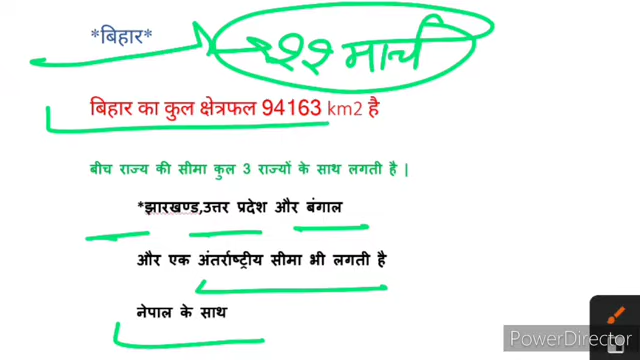 *बिहार*
२२ मार्च
बिहार का कुल क्षेत्रफल 94163 km2 है
बीच राज्य की सीमा कुल 3 राज्यों के साथ लगती है |
*झारखण्ड,उत्तर प्रदेश और बंगाल
और एक अंतर्राष्ट्रीय सीमा भी लगती है
नेपाल के साथ
PowerDirector